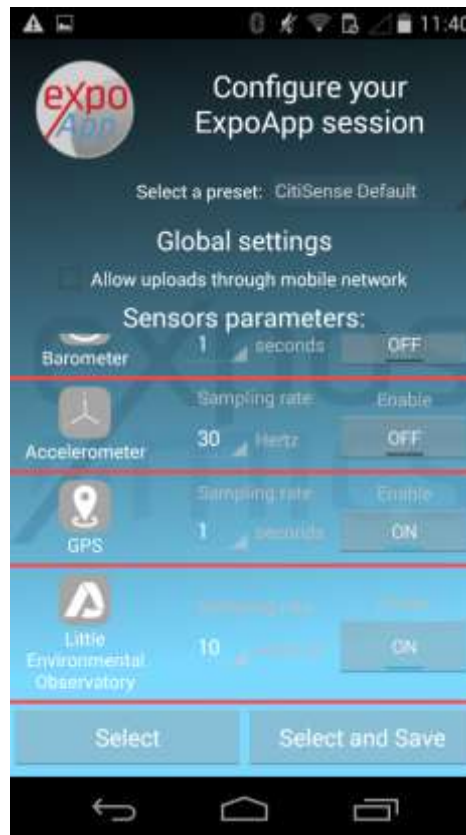 11:40
expo
App
Configure your
ExpoApp session
Select a preset: CitiSense Default
Global settings
Allow uploads through mobile network
Sensors parameters:
Barometer
1 seconds
OFF
Sampling rate
Enable
Accelerometer
30 Hertz
OFF
Sampling rate
Enable
GPS
1 seconds
ON
Little
Environmental
Observatory
10
ON
Select
Select and Save